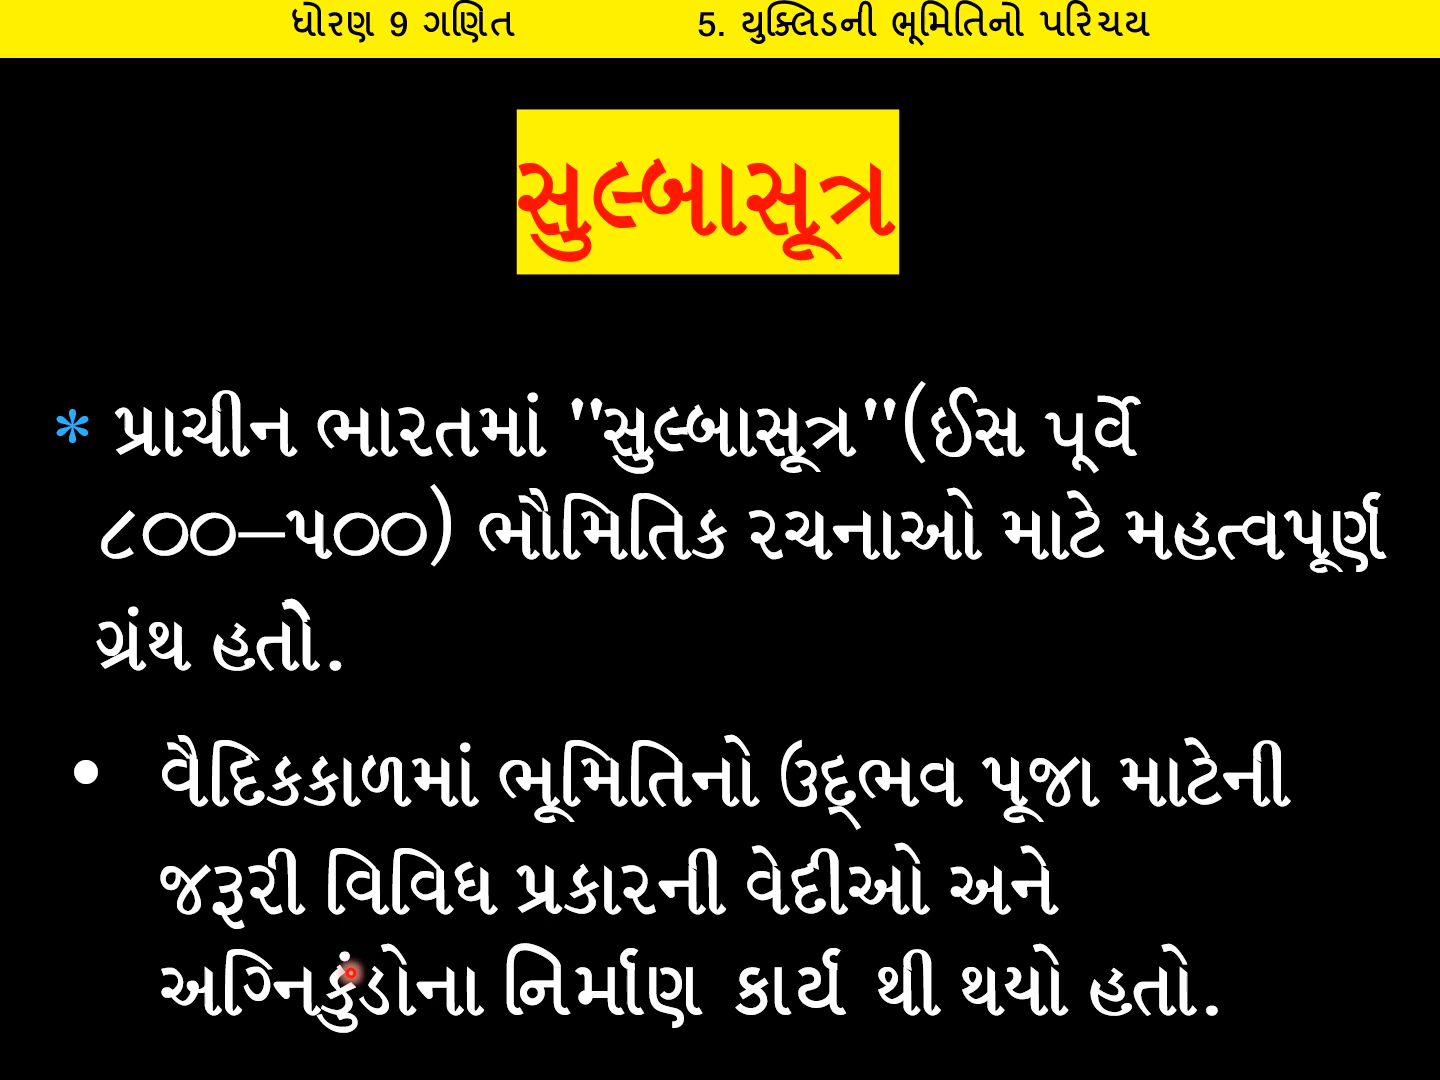 ધોરણ 9 ગણિત 5. યુક્લિડની ભૂમિતિનો પરિચય
સુલ્બાસૂત્ર
* પ્રાચીન ભારતમાં "સુલ્બાસૂત્ર"(ઈસ પૂર્વે
૮૦૦–૫૦૦) ભૌમિતિક રચનાઓ માટે મહત્વપૂર્ણ
ગ્રંથ હતો.
• વૈદિકકાળમાં ભૂમિતિનો ઉદ્‌ભવ પૂજા માટેની
જરૂરી વિવિધ પ્રકારની વેદીઓ અને
અગ્નિકુંડોના નિર્માણ કાર્ય થી થયો હતો.